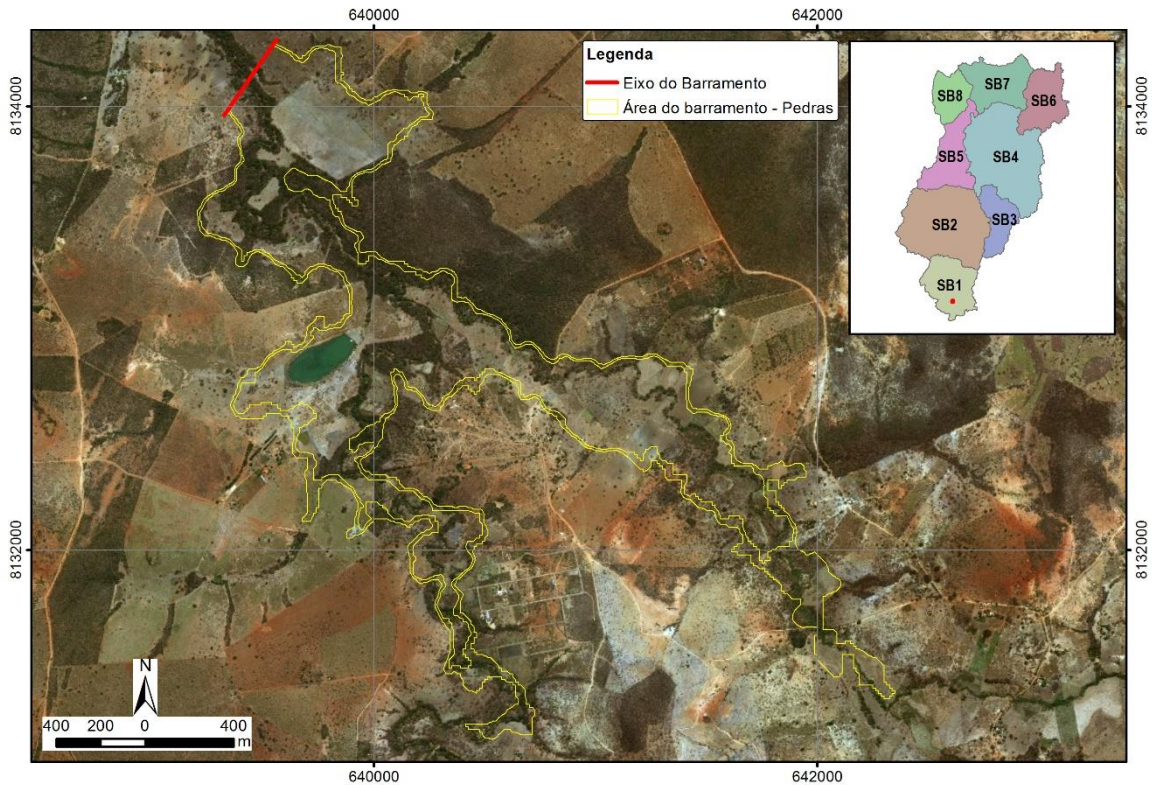 640000
642000
Legenda
Eixo do Barramento
Área do barramento - Pedras
SB7
SB8
SB6
SB5
SB4
SB2
SB3
SB1
8134000
8134000
8132000
8132000
N
400 200 0 400
m
640000
642000